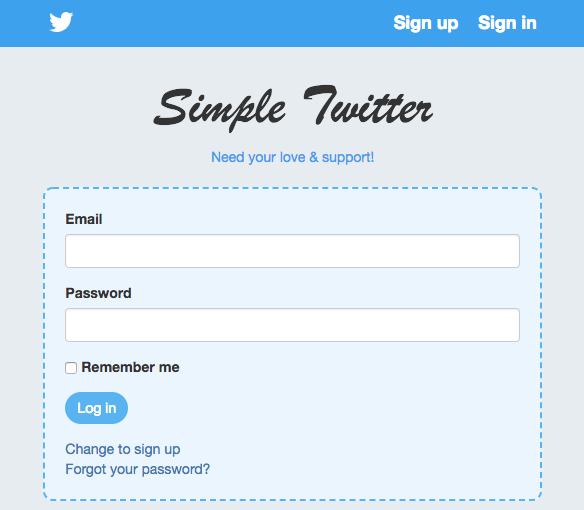 Sign up Sign in
Simple Twitter
Need your love & support!
Email
Password
Remember me
Log in
Change to sign up
Forgot your password?